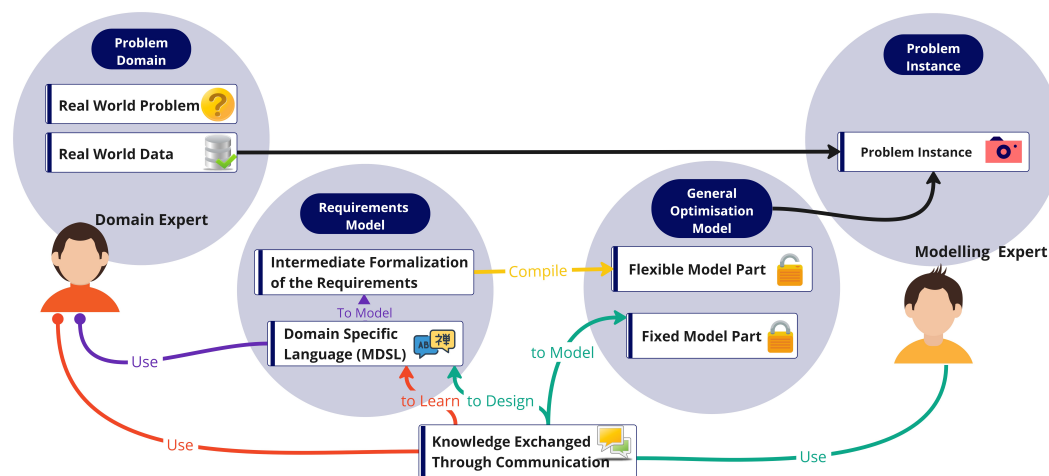 Problem
Domain
Real World Problem
?
Real World Data
Domain Expert
Requirements
Model
Intermediate Formalization
of the Requirements
To Model
Domain Specific
Language (MDSL)
AB
禅
Use
Compile
General
Optimisation
Model
Flexible Model Part
Fixed Model Part
Problem
Instance
Problem Instance
Modelling Expert
to Model
to Learn
to Design
Use
Knowledge Exchanged
Through Communication
Use